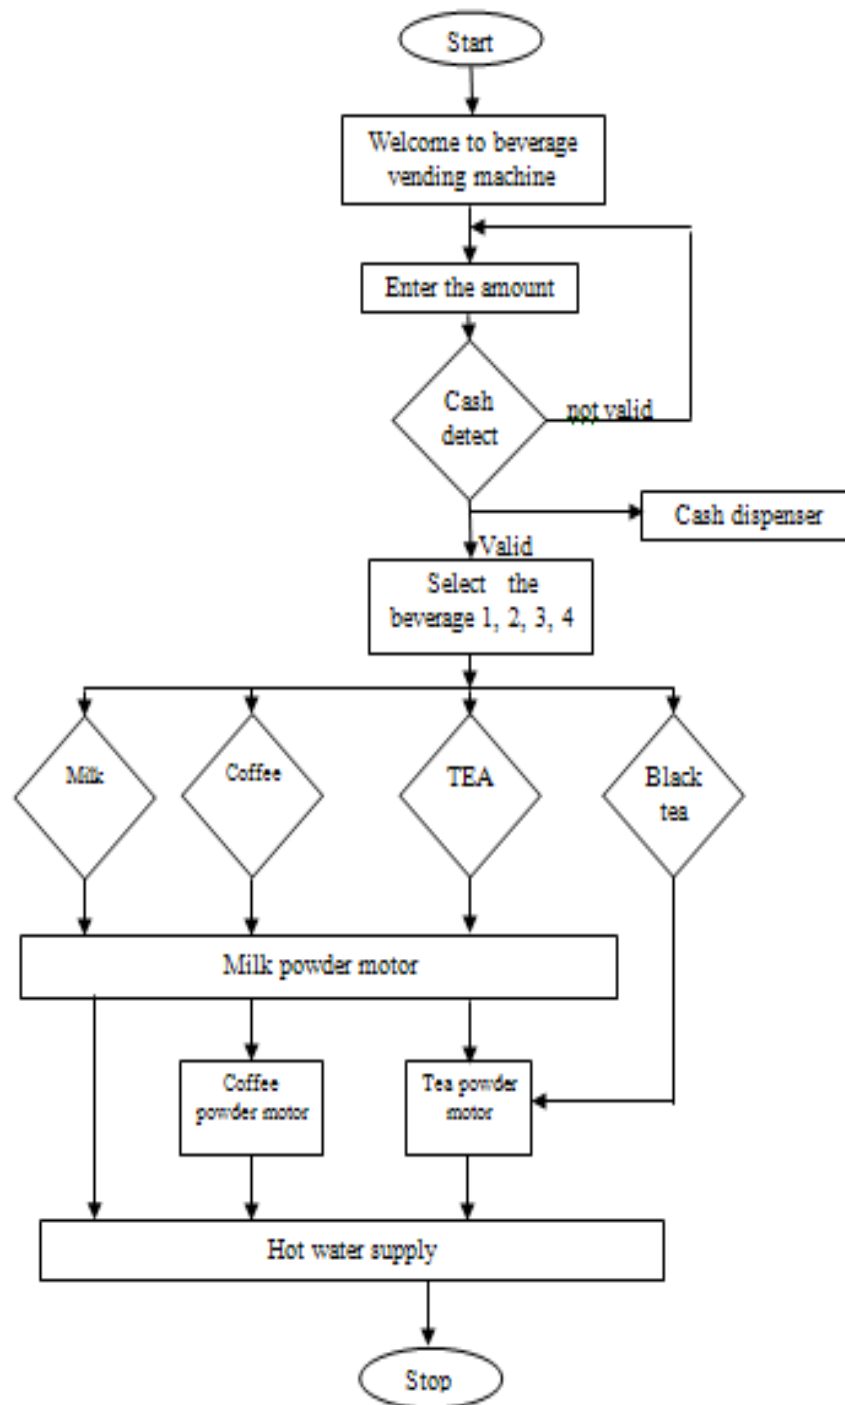 Start
Welcome to beverage
vending machine
Enter the amount
Cash
detect
not valid
Cash dispenser
Valid
Select the
beverage 1, 2, 3, 4
Milk
Coffee
TEA
Black
tea
Milk powder motor
Coffee
powder motor
Tea powder
motor
Hot water supply
Stop